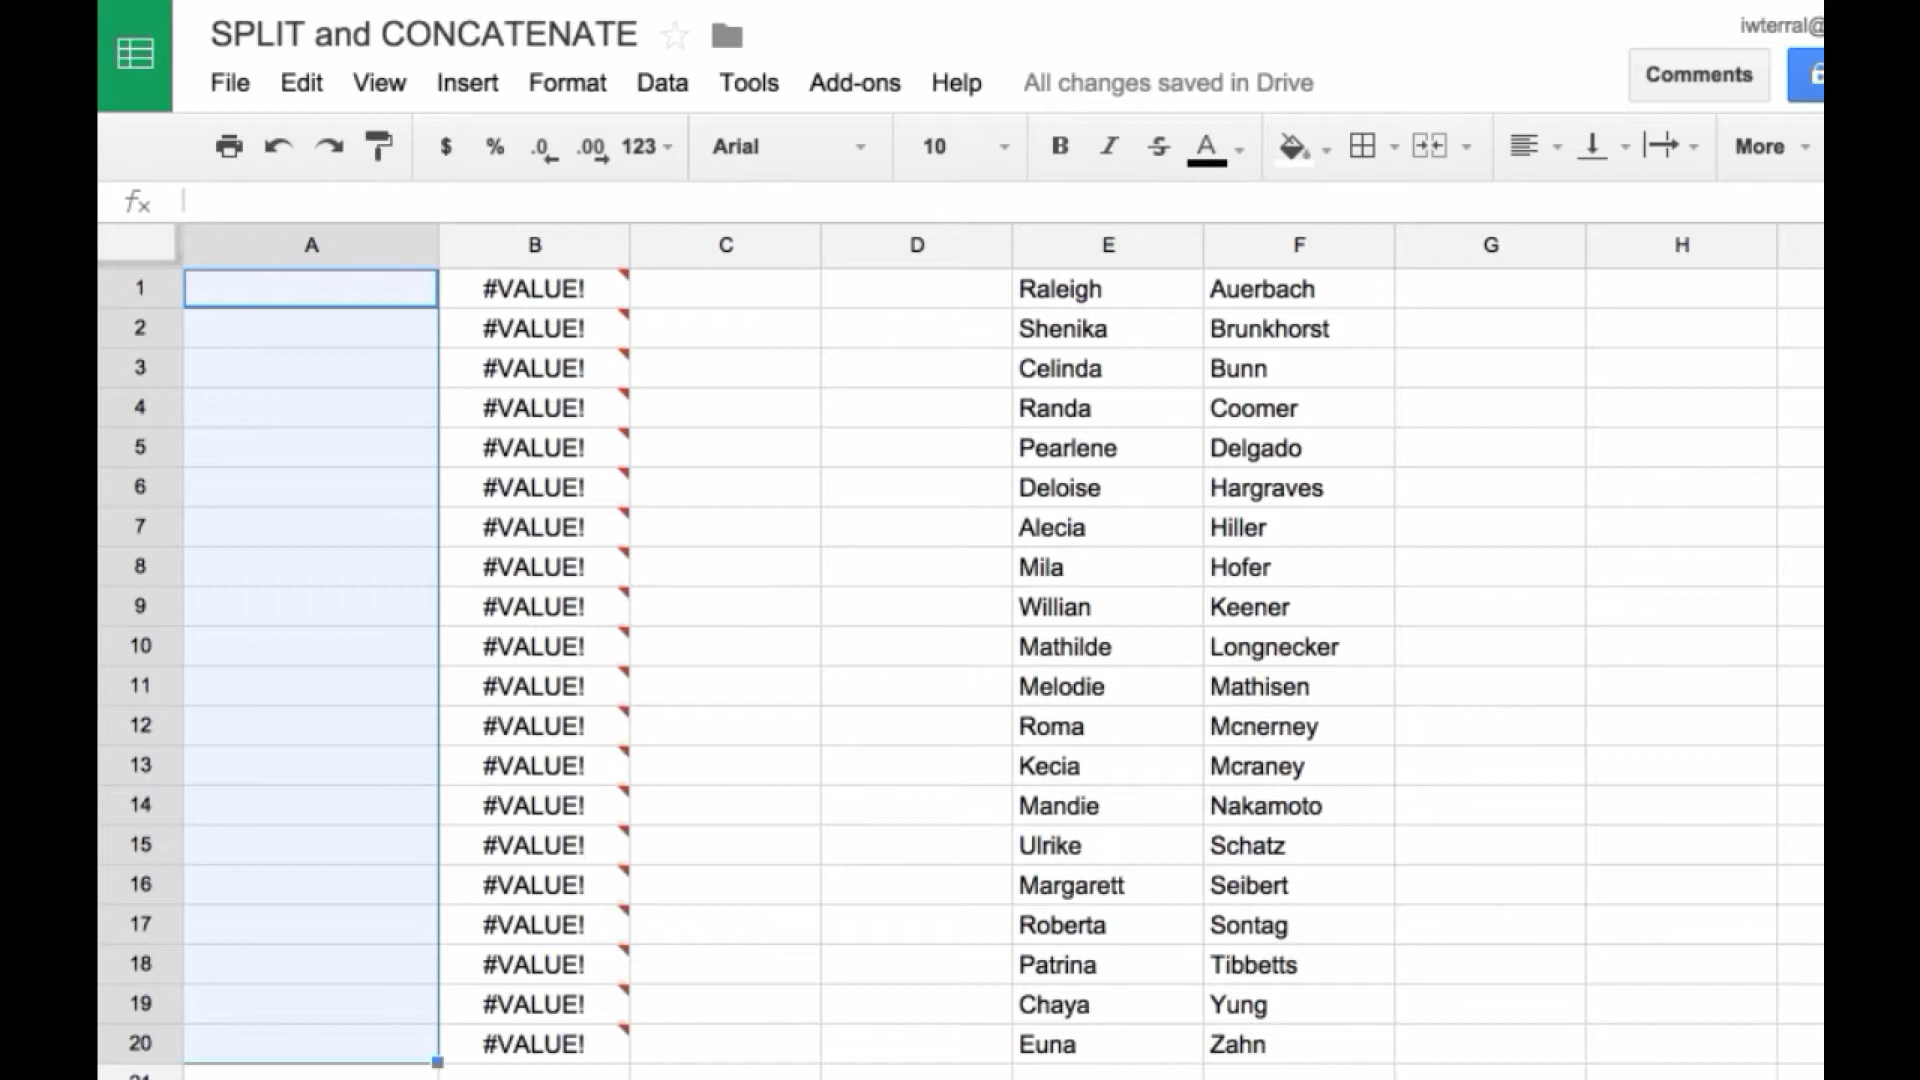 SPLIT and CONCATENATE
iwterral@
File Edit View Insert Format Data Tools Add-ons Help All changes saved in Drive
Comments
$ % .0 .00 123 Arial 10 B I S A More
fx
A B C D E F G H
1 #VALUE! Raleigh Auerbach
2 #VALUE! Shenika Brunkhorst
3 #VALUE! Celinda Bunn
4 #VALUE! Randa Coomer
5 #VALUE! Pearlene Delgado
6 #VALUE! Deloise Hargraves
7 #VALUE! Alecia Hiller
8 #VALUE! Mila Hofer
9 #VALUE! Willian Keener
10 #VALUE! Mathilde Longnecker
11 #VALUE! Melodie Mathisen
12 #VALUE! Roma Mcnerney
13 #VALUE! Kecia Mcraney
14 #VALUE! Mandie Nakamoto
15 #VALUE! Ulrike Schatz
16 #VALUE! Margarett Seibert
17 #VALUE! Roberta Sontag
18 #VALUE! Patrina Tibbetts
19 #VALUE! Chaya Yung
20 #VALUE! Euna Zahn